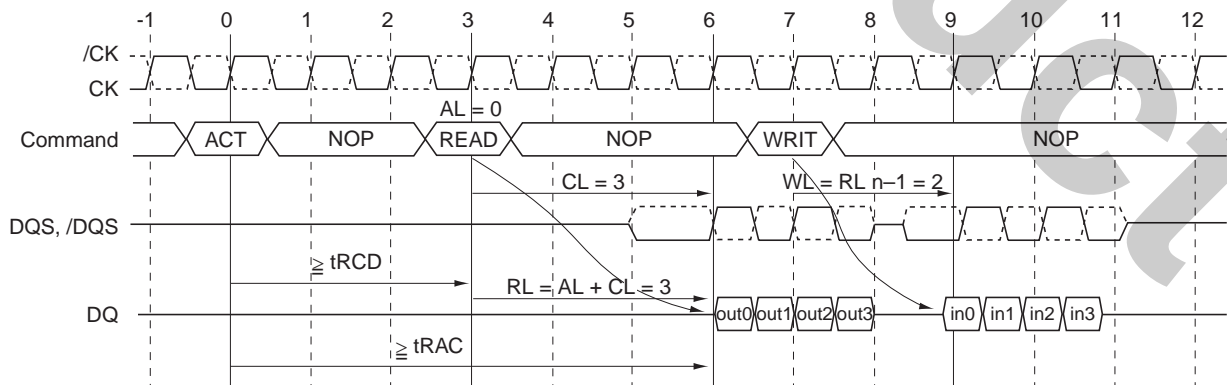 -1 0 1 2 3 4 5 6 7 8 9 10 11 12
/CK
CK
AL = 0
Command ACT NOP READ NOP WRIT NOP
CL = 3 WL = RL n–1 = 2
DQS, /DQS
≧ tRCD
RL = AL + CL = 3
DQ out0 out1 out2 out3 in0 in1 in2 in3
≧ tRAC
uct